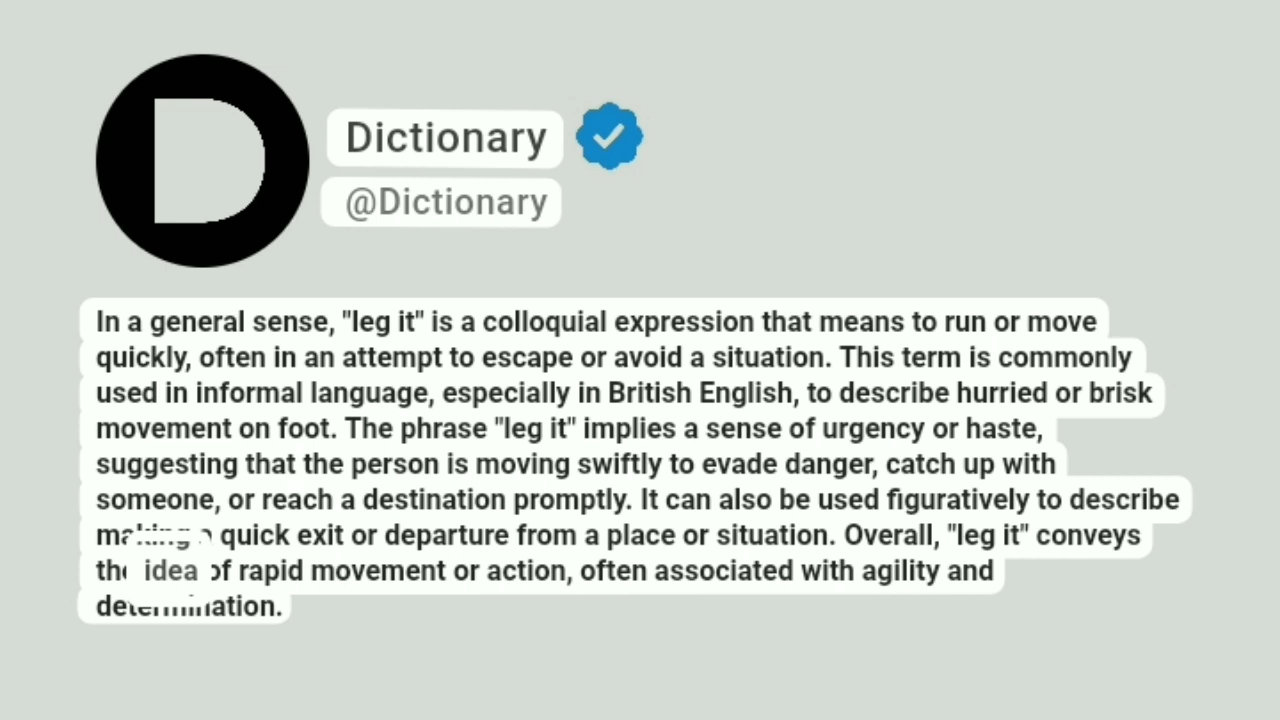 D
Dictionary
@Dictionary
In a general sense, "leg it" is a colloquial expression that means to run or move
quickly, often in an attempt to escape or avoid a situation. This term is commonly
used in informal language, especially in British English, to describe hurried or brisk
movement on foot. The phrase "leg it" implies a sense of urgency or haste,
suggesting that the person is moving swiftly to evade danger, catch up with
someone, or reach a destination promptly. It can also be used figuratively to describe
making a quick exit or departure from a place or situation. Overall, "leg it" conveys
the idea of rapid movement or action, often associated with agility and
determination.